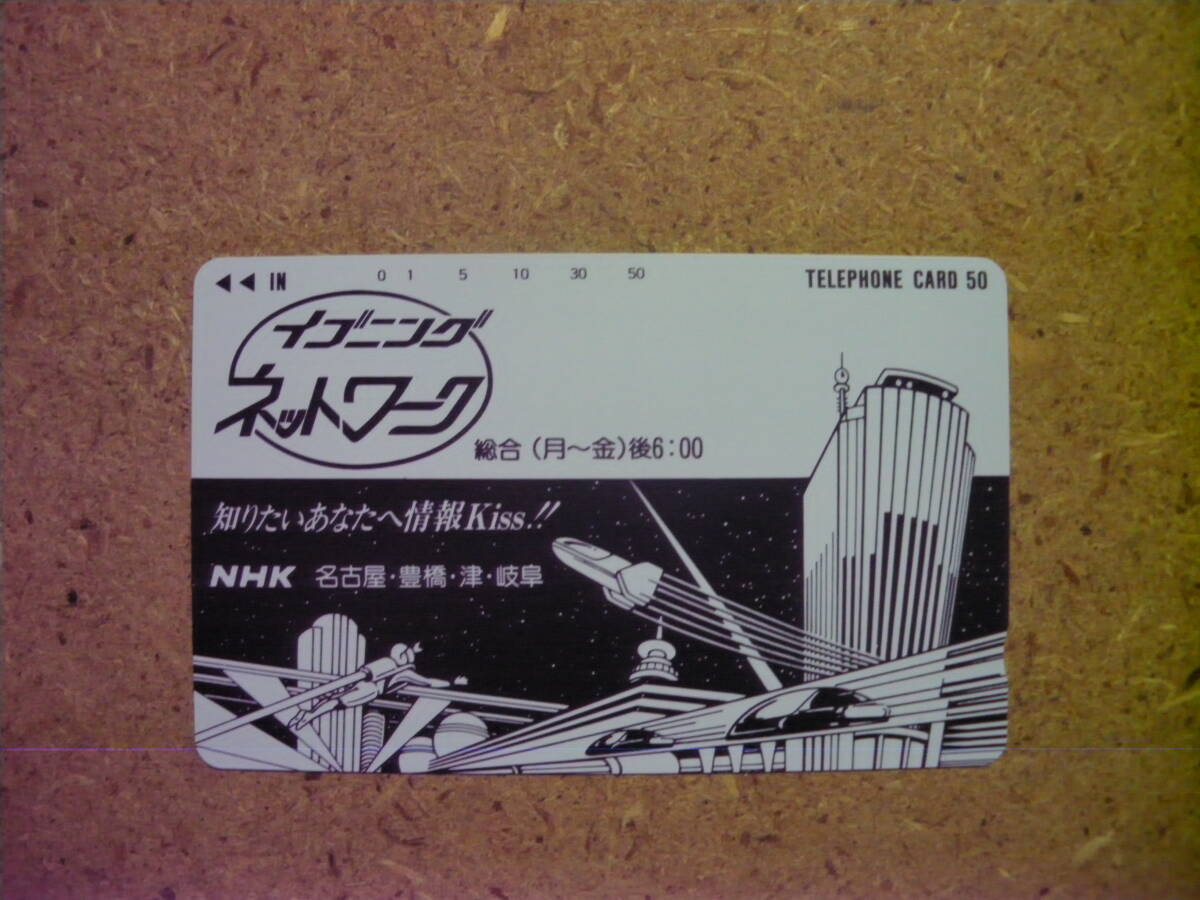 ◀◀ IN 0 1 5 10 30 50 TELEPHONE CARD 50
イブニング
ネットワーク
総合(月～金)後6:00
知りたいあなたへ情報Kiss!!
NHK 名古屋・豊橋・津・岐阜